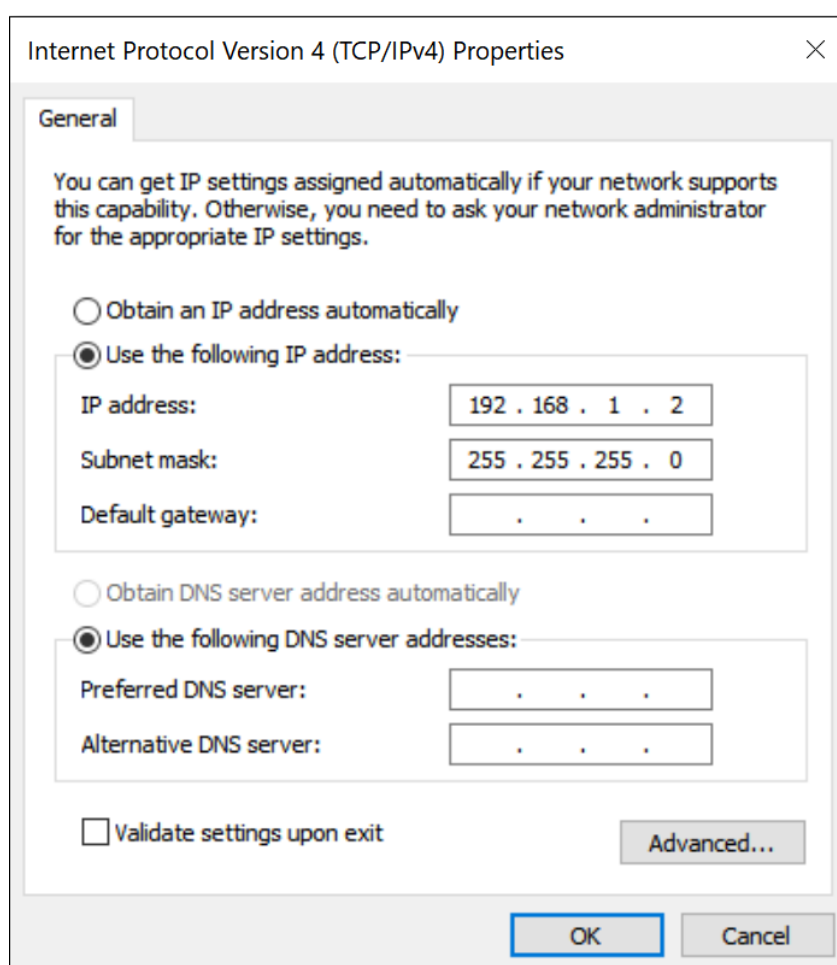 Internet Protocol Version 4 (TCP/IPv4) Properties
General
You can get IP settings assigned automatically if your network supports
this capability. Otherwise, you need to ask your network administrator
for the appropriate IP settings.
Obtain an IP address automatically
Use the following IP address:
IP address: 192 . 168 . 1 . 2
Subnet mask: 255 . 255 . 255 . 0
Default gateway: . . .
Obtain DNS server address automatically
Use the following DNS server addresses:
Preferred DNS server: . . .
Alternative DNS server: . . .
Validate settings upon exit
Advanced...
OK Cancel